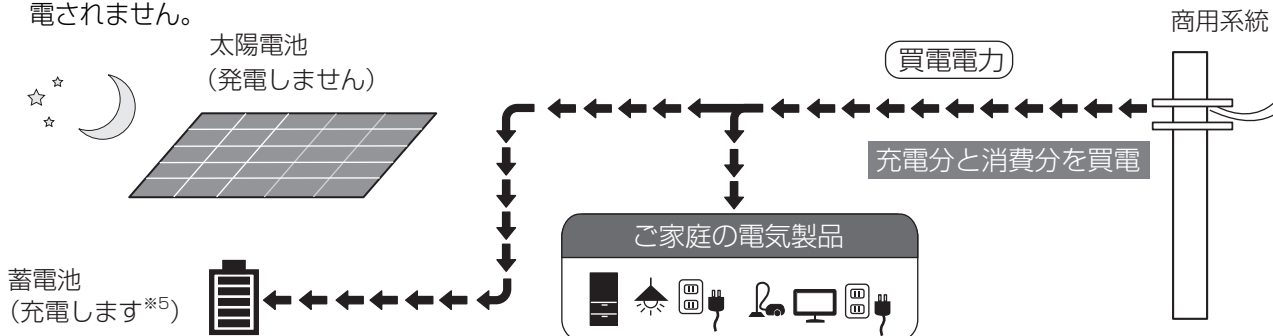 電されません。
商用系統
太陽電池
（発電しません）
買電電力
充電分と消費分を買電
ご家庭の電気製品
蓄電池
（充電します※5）